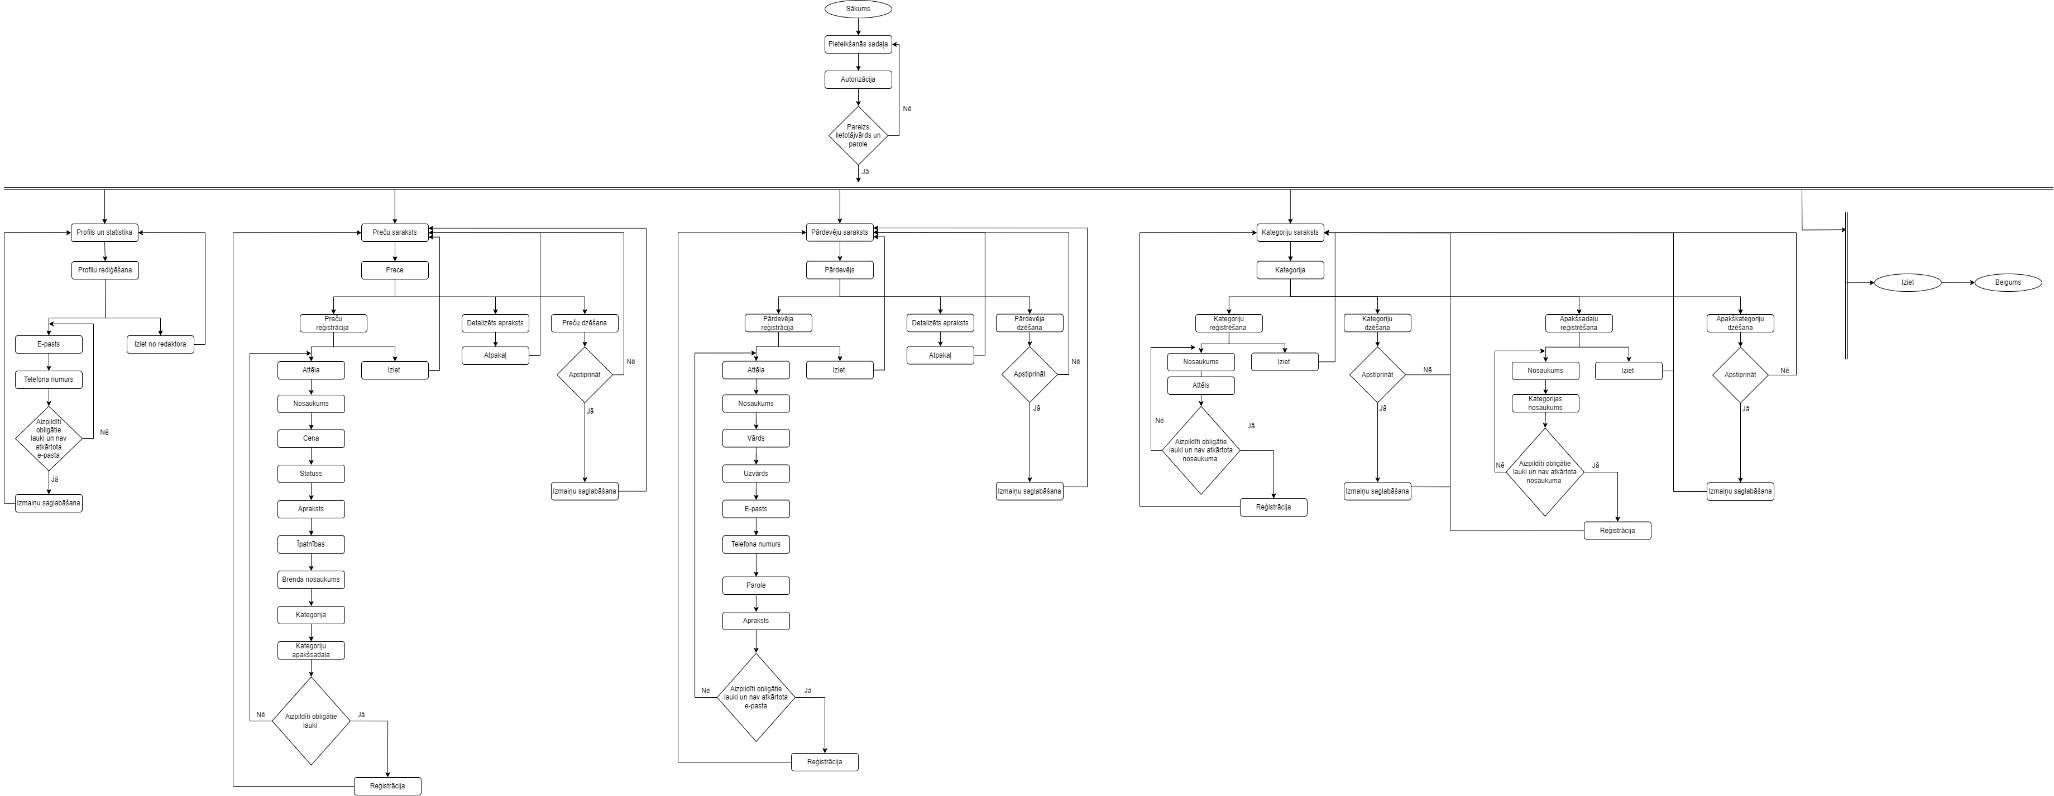 Sākums
Pieteikšanās sadaļa
Autorizācija
Nē
Pareizs
lietotājvārds un
parole
Jā
Profils un statistika
Profilu rediģēšana
E-pasts
Iziet no redaktora
Telefona numurs
Aizpildīti
obligātie
lauki un nav
atkārtota
e-pasta
Nē
Jā
Izmaiņu saglabāšana
Preču saraksts
Prece
Preču
reģistrācija
Detalizēts apraksts
Preču dzēšana
Attēla
Iziet
Atpakaļ
Apstiprināt
Nē
Jā
Izmaiņu saglabāšana
Nosaukums
Cena
Statuss
Apraksts
Īpatnības
Brenda nosaukums
Kategorija
Kategoriju
apakšsadaļa
Aizpildīti obligātie
lauki
Nē
Jā
Reģistrācija
Pārdevēju saraksts
Pārdevējs
Pārdevēja
reģistrācija
Detalizēts apraksts
Pārdevēja
dzēšana
Attēla
Iziet
Atpakaļ
Apstiprināt
Nē
Jā
Izmaiņu saglabāšana
Nosaukums
Vārds
Uzvārds
E-pasts
Telefona numurs
Parole
Apraksts
Aizpildīti obligātie
lauki un nav atkārtota
e-pasta
Nē
Jā
Reģistrācija
Kategoriju saraksts
Kategorija
Kategoriju
reģistrēšana
Kategoriju
dzēšana
Apakšsadaļu
reģistrēšana
Apakškategoriju
dzēšana
Nosaukums
Iziet
Attēls
Aizpildīti obligātie
lauki un nav atkārtota
nosaukuma
Nē
Jā
Reģistrācija
Apstiprināt
Nē
Jā
Izmaiņu saglabāšana
Nosaukums
Iziet
Kategorijas
nosaukums
Aizpildīti obligātie
lauki un nav atkārtota
nosaukuma
Nē
Jā
Reģistrācija
Apstiprināt
Nē
Jā
Izmaiņu saglabāšana
Iziet
Beigums